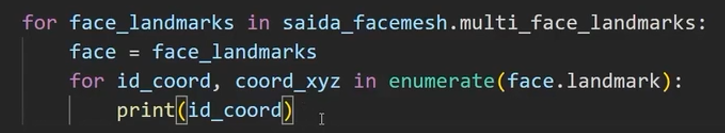 for face_landmarks in saida_facemesh.multi_face_landmarks:
    face = face_landmarks
    for id_coord, coord_xyz in enumerate(face.landmark):
        print(id_coord)